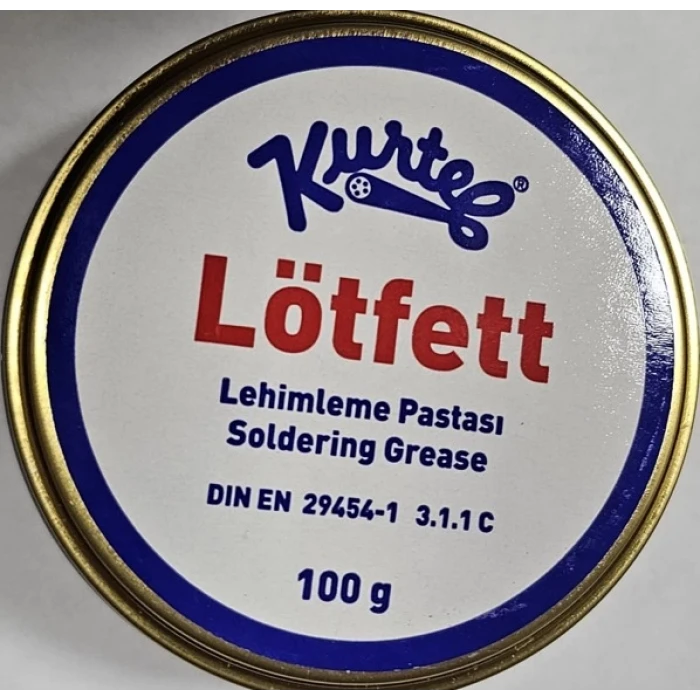 Kurtel®
Lötfett
Lehimleme Pastası
Soldering Grease
DIN EN 29454-1 3.1.1 C
100 g